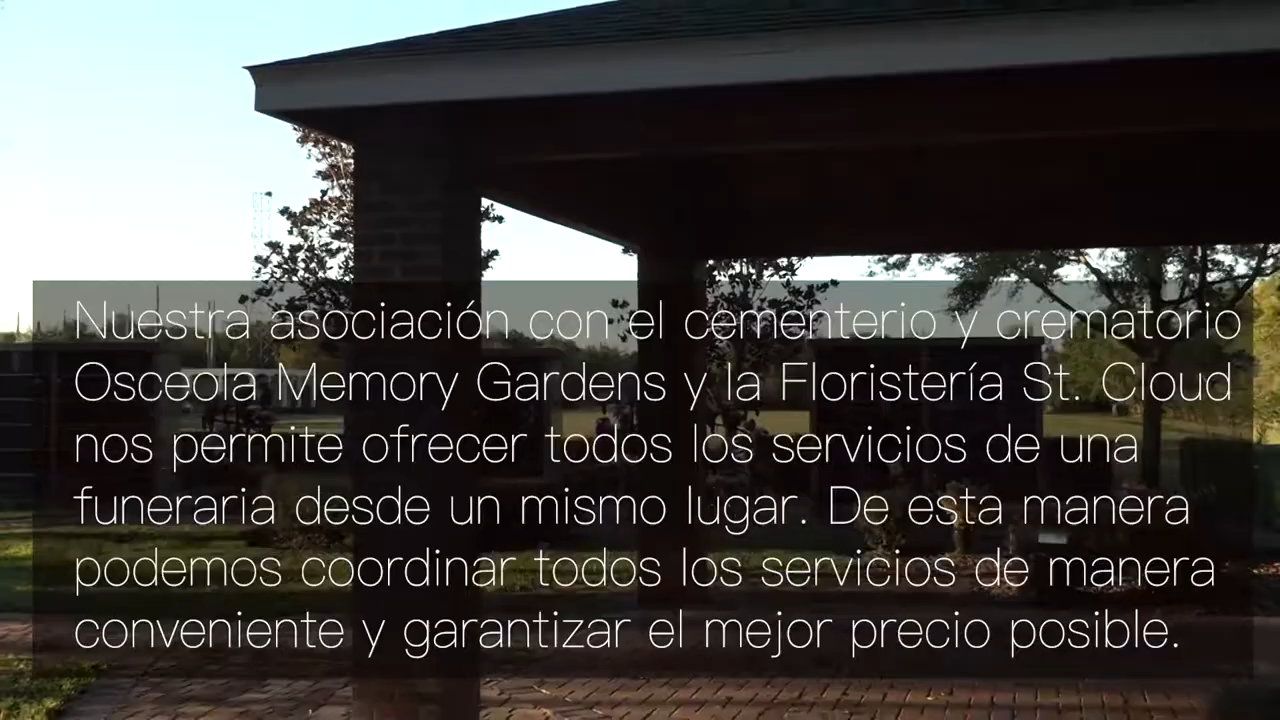 Nuestra asociación con el cementerio y crematorio
Osceola Memory Gardens y la Floristería St. Cloud
nos permite ofrecer todos los servicios de una
funeraria desde un mismo lugar. De esta manera
podemos coordinar todos los servicios de manera
conveniente y garantizar el mejor precio posible.